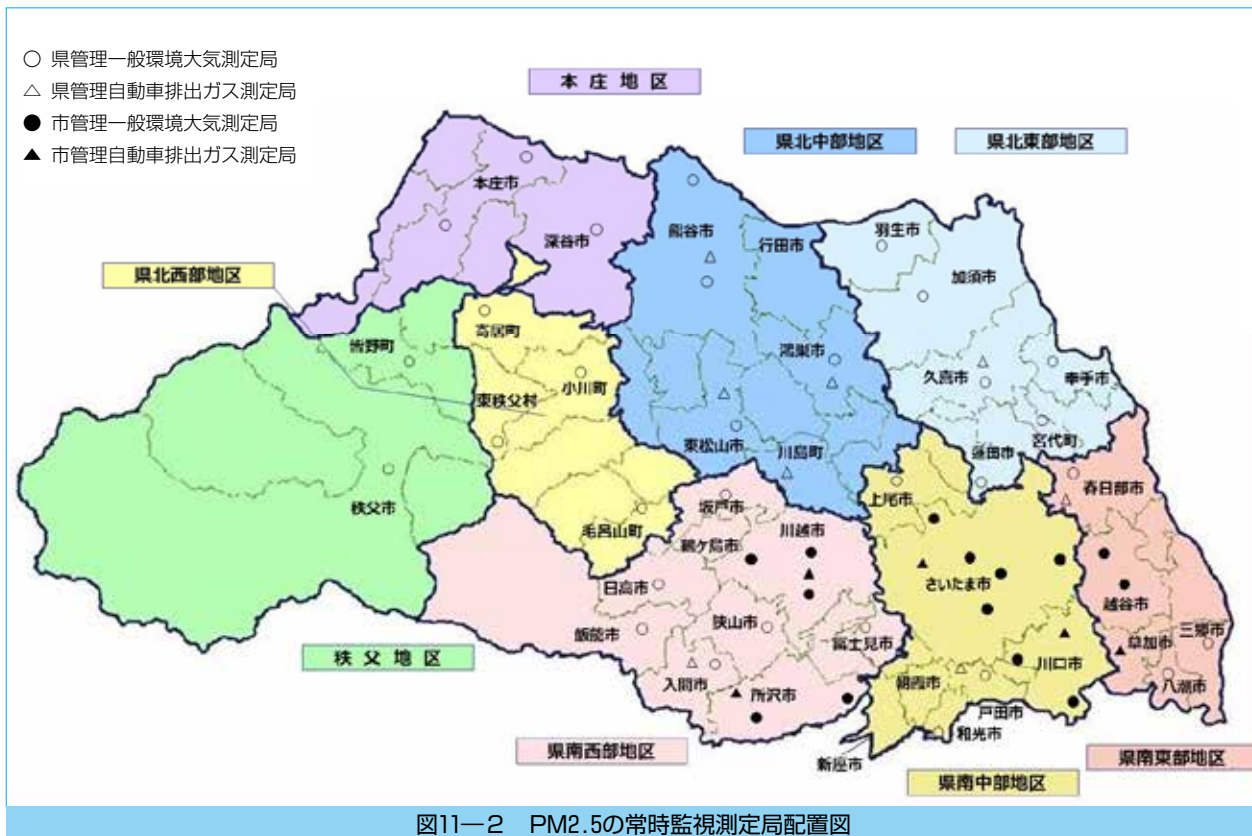 ○ 県管理一般環境大気測定局
△ 県管理自動車排出ガス測定局
● 市管理一般環境大気測定局
▲ 市管理自動車排出ガス測定局
本庄地区
県北中部地区
県北東部地区
本庄市
深谷市
熊谷市
行田市
羽生市
加須市
県北西部地区
皆野町
寄居町
小川町
東秩父村
鴻巣市
久喜市
幸手市
東松山市
川島町
宮代町
蓮田市
秩父市
毛呂山町
坂戸市
川越市
上尾市
春日部市
鶴ヶ島市
日高市
さいたま市
越谷市
飯能市
狭山市
富士見市
草加市
三郷市
秩父地区
入間市
所沢市
朝霞市
川口市
八潮市
戸田市
和光市
新座市
県南西部地区
県南中部地区
県南東部地区
図11―2 PM2.5の常時監視測定局配置図